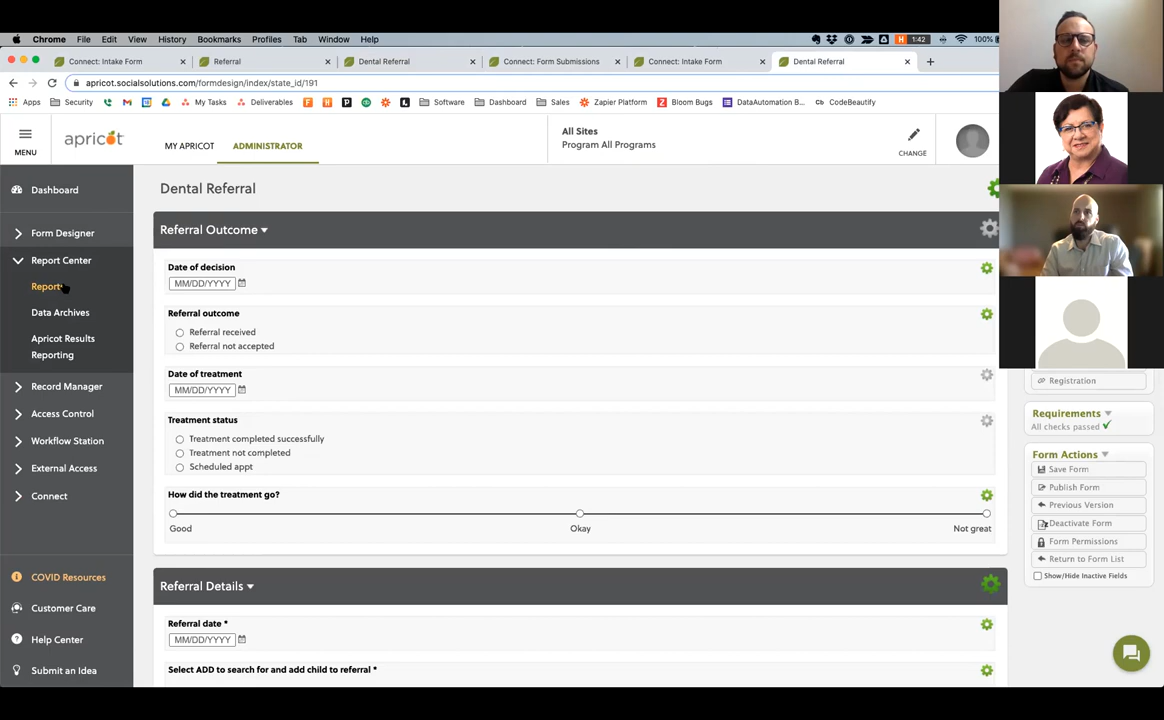 Chrome File Edit View History Bookmarks Profiles Tab Window Help 1:42 100%
Connect: Intake Form Referral Dental Referral Connect: Form Submissions Connect: Intake Form Dental Referral
apricot.socialsolutions.com/formdesign/index/state_id/191
Apps Security My Tasks Deliverables Software Dashboard Sales Zapier Platform Bloom Bugs DataAutomation B... CodeBeautify
MENU
apricot
MY APRICOT
ADMINISTRATOR
All Sites
Program All Programs
CHANGE
Dashboard
Form Designer
Report Center
Reports
Data Archives
Apricot Results
Reporting
Record Manager
Access Control
Workflow Station
External Access
Connect
COVID Resources
Customer Care
Help Center
Submit an Idea
Dental Referral
Referral Outcome
Date of decision
MM/DD/YYYY
Referral outcome
Referral received
Referral not accepted
Date of treatment
MM/DD/YYYY
Treatment status
Treatment completed successfully
Treatment not completed
Scheduled appt
How did the treatment go?
Good Okay Not great
Referral Details
Referral date *
MM/DD/YYYY
Select ADD to search for and add child to referral *
Registration
Requirements
All checks passed
Form Actions
Save Form
Publish Form
Previous Version
Deactivate Form
Form Permissions
Return to Form List
Show/Hide Inactive Fields